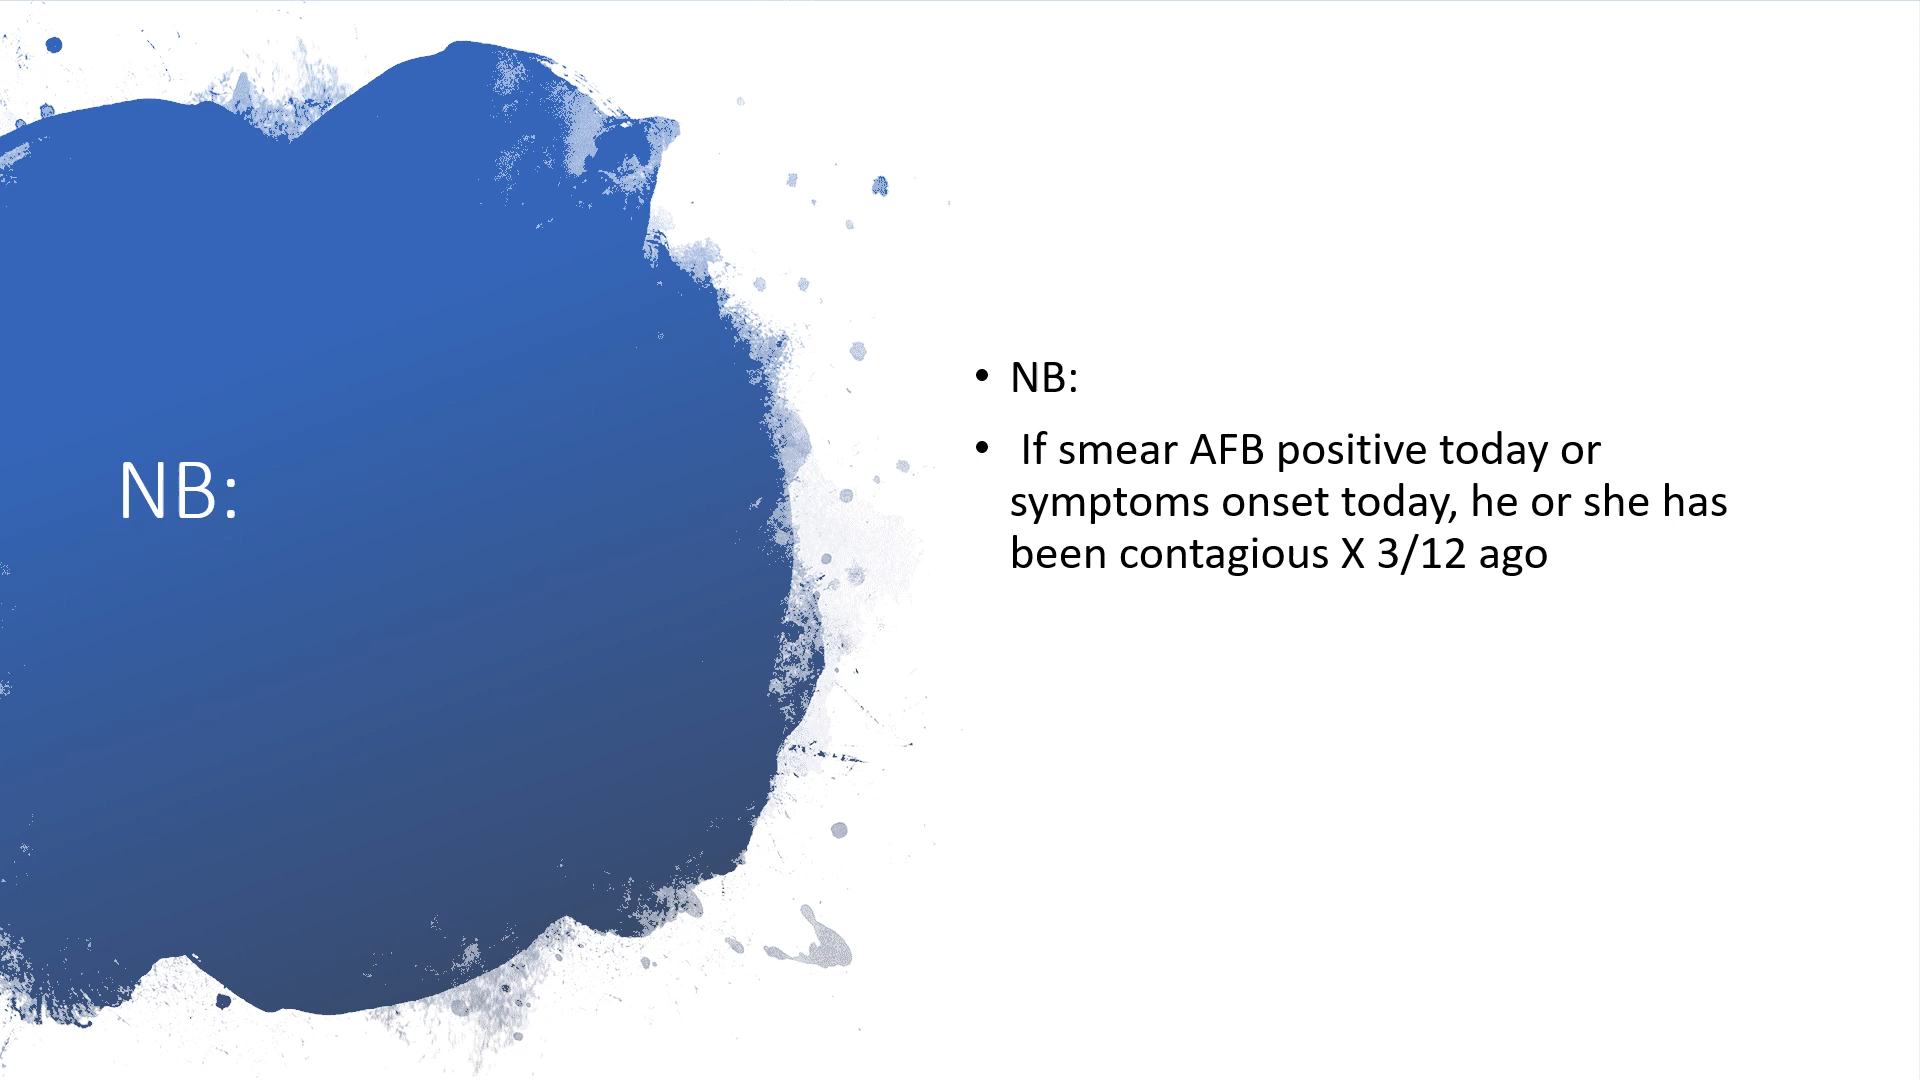 NB:
• NB:
• If smear AFB positive today or
symptoms onset today, he or she has
been contagious X 3/12 ago